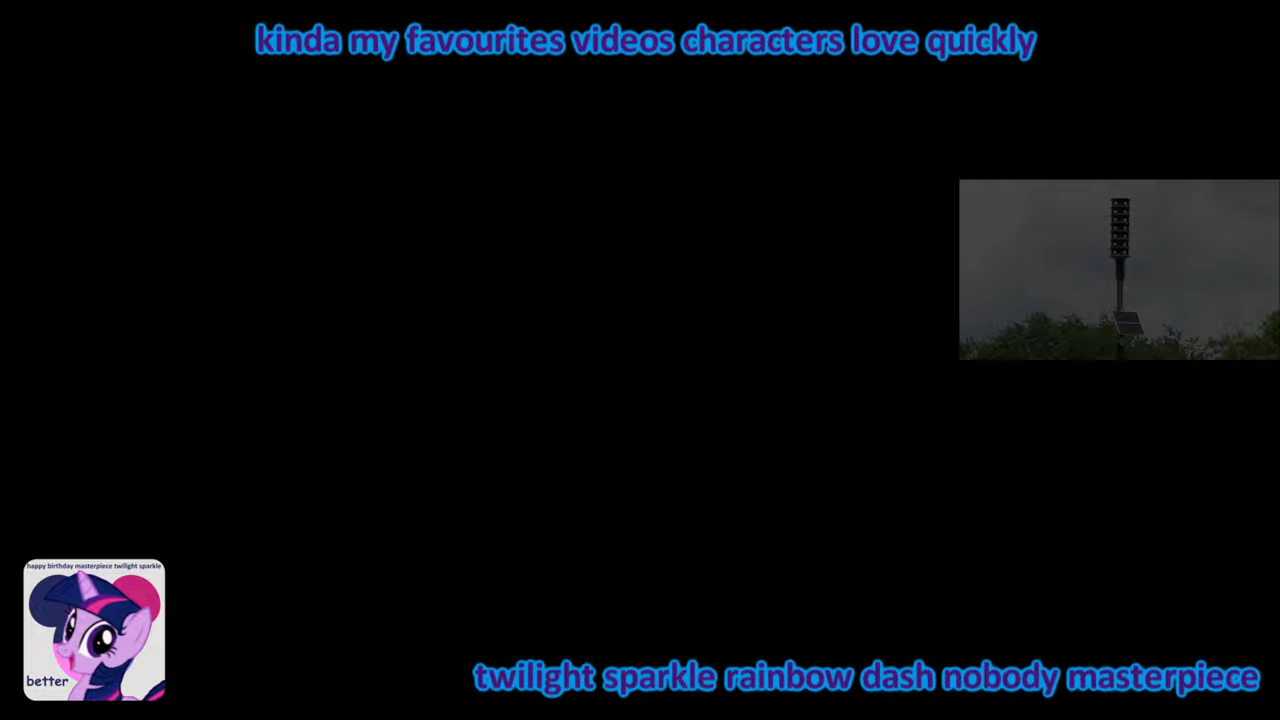 kinda my favourites videos characters love quickly
happy birthday masterpiece twilight sparkle
better
twilight sparkle rainbow dash nobody masterpiece